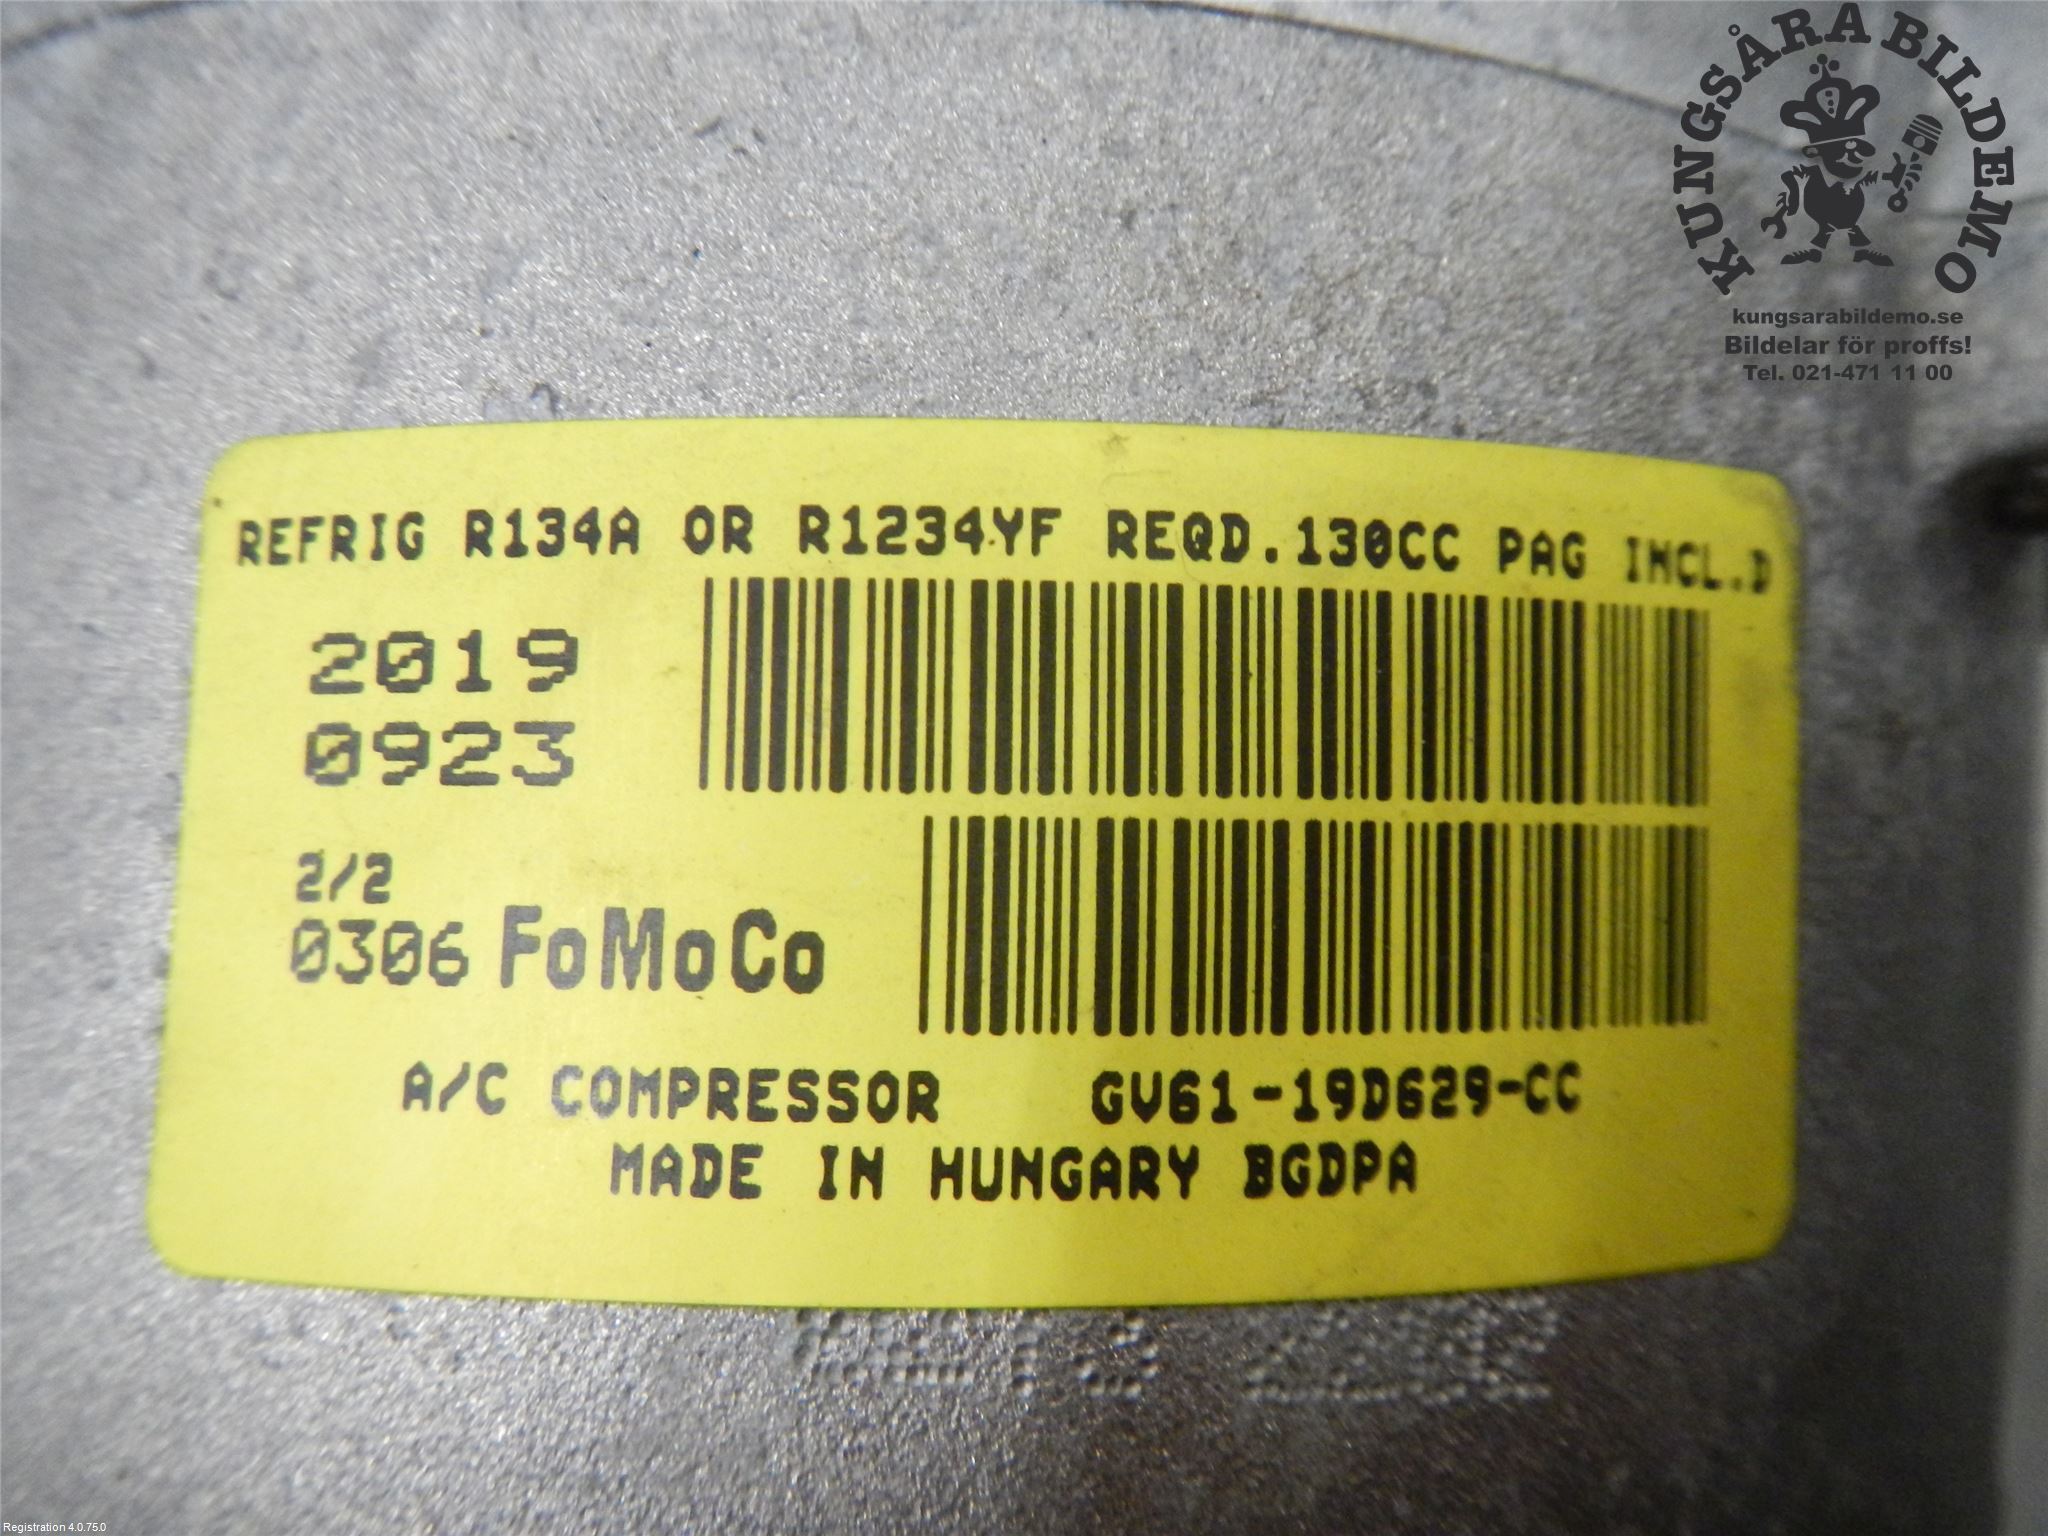 KUNGSÅRA BILDEMO
kungsarabildemo.se
Bildelar för proffs!
Tel. 021-471 11 00
REFRIG R134A OR R1234YF REQD.130CC PAG INCL.D
2019
0923
2/2
0306 FoMoCo
A/C COMPRESSOR GV61-19D629-CC
MADE IN HUNGARY BGDPA
Registration 4.0.75.0